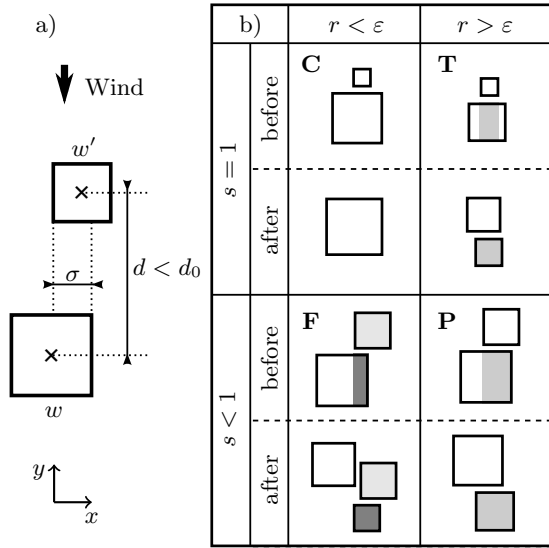 a)
Wind
w′
σ
d < d₀
w
y
x
b)
r < ε
r > ε
s = 1
before
C
T
after
s < 1
before
F
P
after